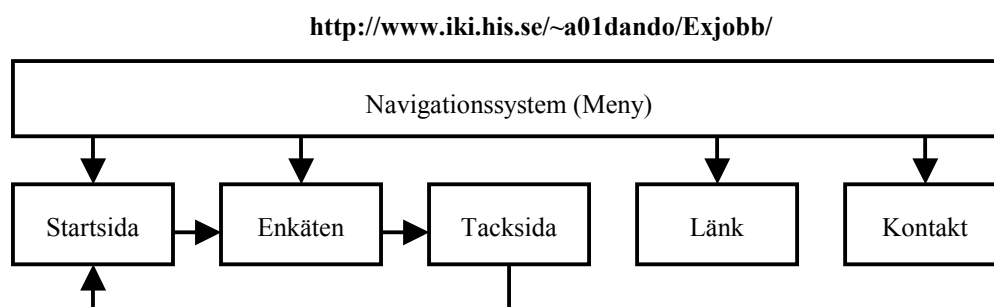 http://www.iki.his.se/~a01dando/Exjobb/
Navigationssystem (Meny)
Startsida
Enkäten
Tacksida
Länk
Kontakt